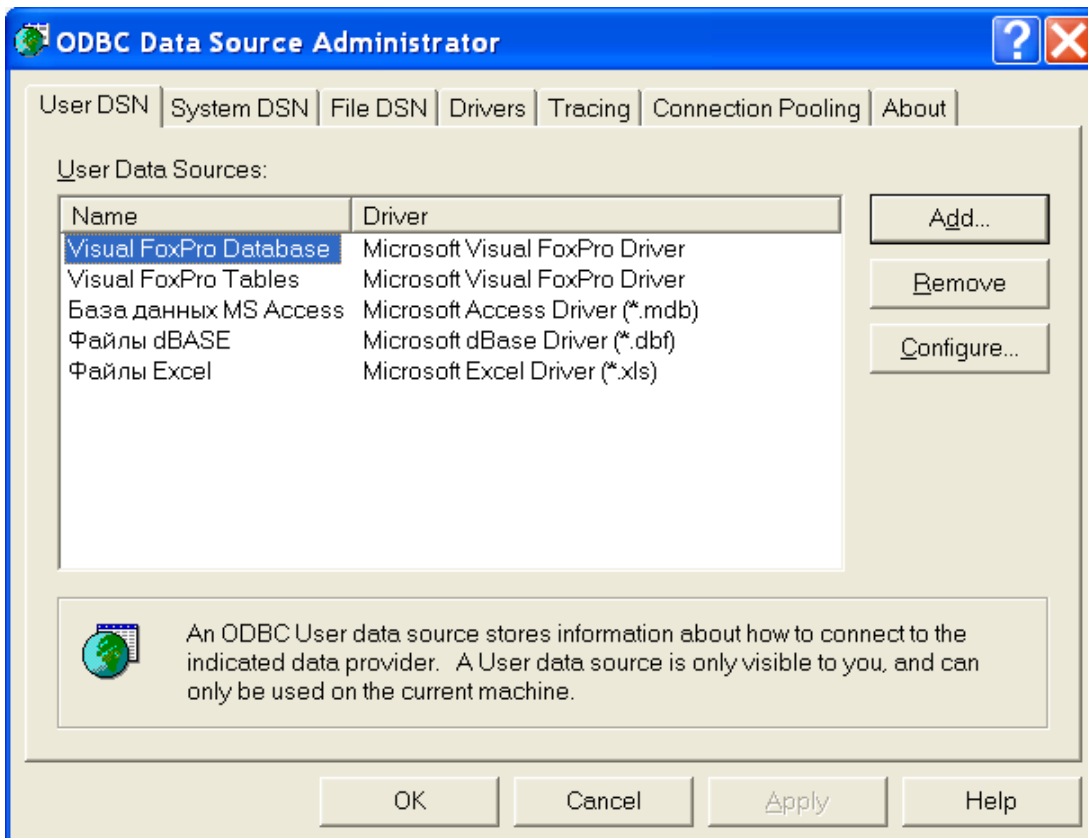 ODBC Data Source Administrator
User DSN System DSN File DSN Drivers Tracing Connection Pooling About
User Data Sources:
Name Driver
Visual FoxPro Database Microsoft Visual FoxPro Driver
Visual FoxPro Tables Microsoft Visual FoxPro Driver
База данных MS Access Microsoft Access Driver (*.mdb)
Файлы dBASE Microsoft dBase Driver (*.dbf)
Файлы Excel Microsoft Excel Driver (*.xls)
Add...
Remove
Configure...
An ODBC User data source stores information about how to connect to the
indicated data provider. A User data source is only visible to you, and can
only be used on the current machine.
OK Cancel Apply Help